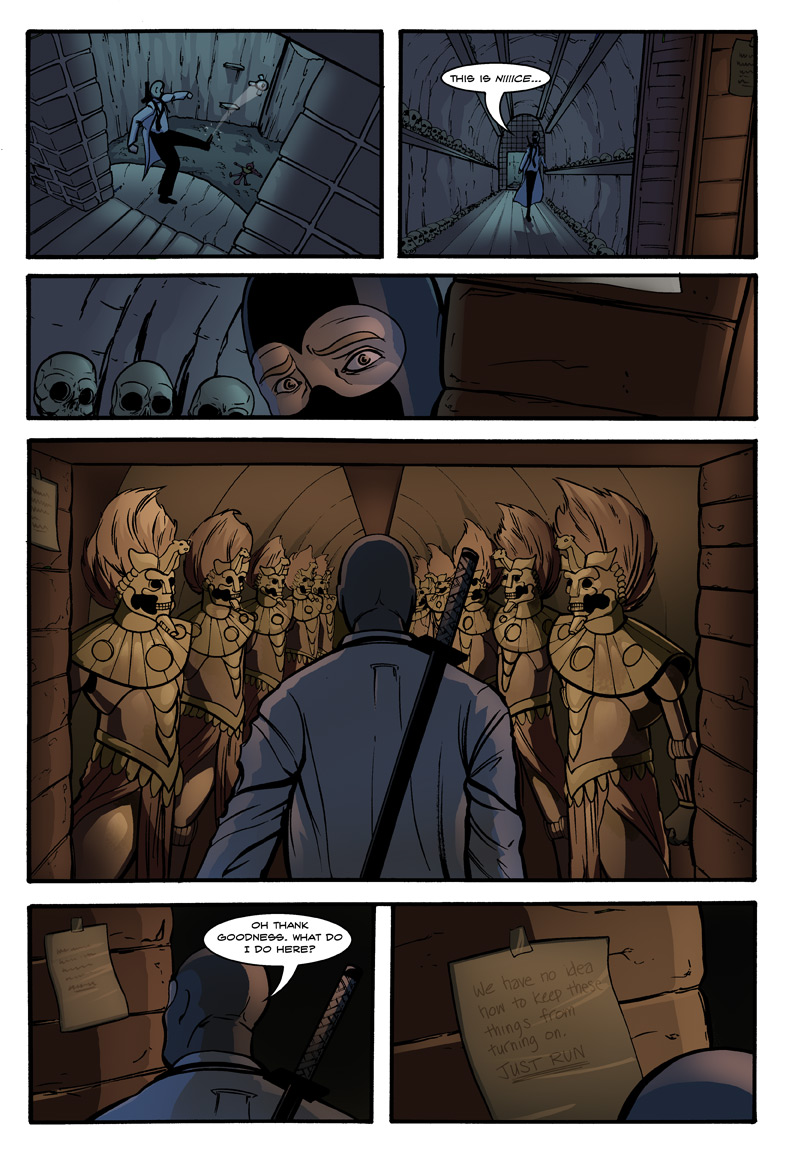 THIS IS NIIIICE...
OH THANK
GOODNESS. WHAT DO
I DO HERE?
We have no idea
how to keep these
things from
turning on.
JUST RUN